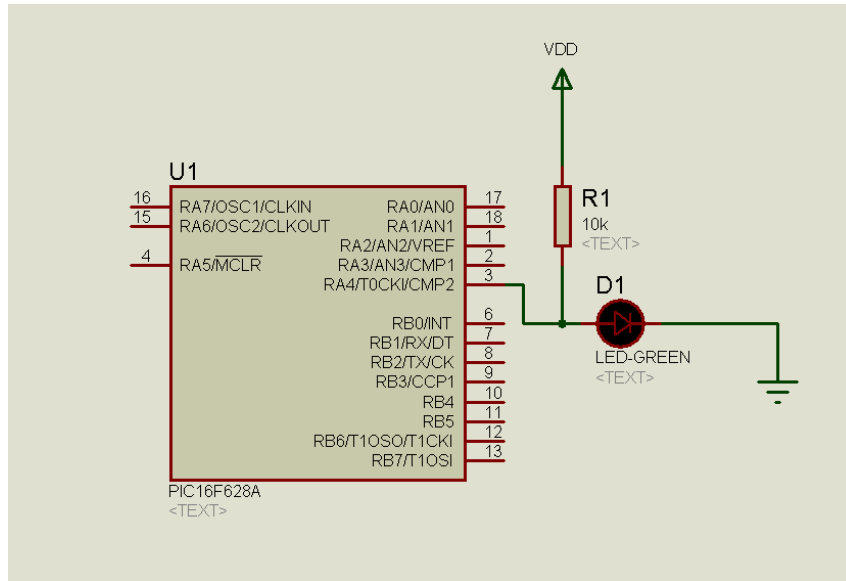 VDD
U1
R1
10k
<TEXT>
D1
LED-GREEN
<TEXT>
16 RA7/OSC1/CLKIN RA0/AN0 17
15 RA6/OSC2/CLKOUT RA1/AN1 18
RA2/AN2/VREF 1
4 RA5/MCLR RA3/AN3/CMP1 2
RA4/T0CKI/CMP2 3
RB0/INT 6
RB1/RX/DT 7
RB2/TX/CK 8
RB3/CCP1 9
RB4 10
RB5 11
RB6/T1OSO/T1CKI 12
RB7/T1OSI 13
PIC16F628A
<TEXT>